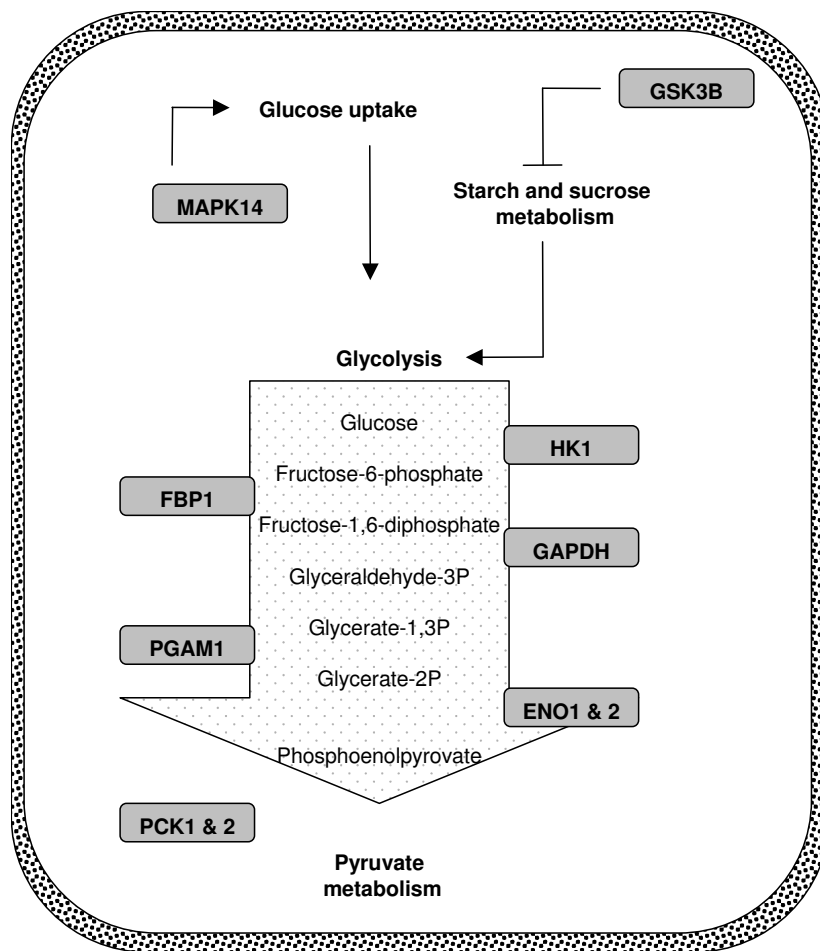 GSK3B
Glucose uptake
MAPK14
Starch and sucrose
metabolism
Glycolysis
Glucose
HK1
Fructose-6-phosphate
FBP1
Fructose-1,6-diphosphate
GAPDH
Glyceraldehyde-3P
Glycerate-1,3P
PGAM1
Glycerate-2P
ENO1 & 2
Phosphoenolpyrovate
PCK1 & 2
Pyruvate
metabolism